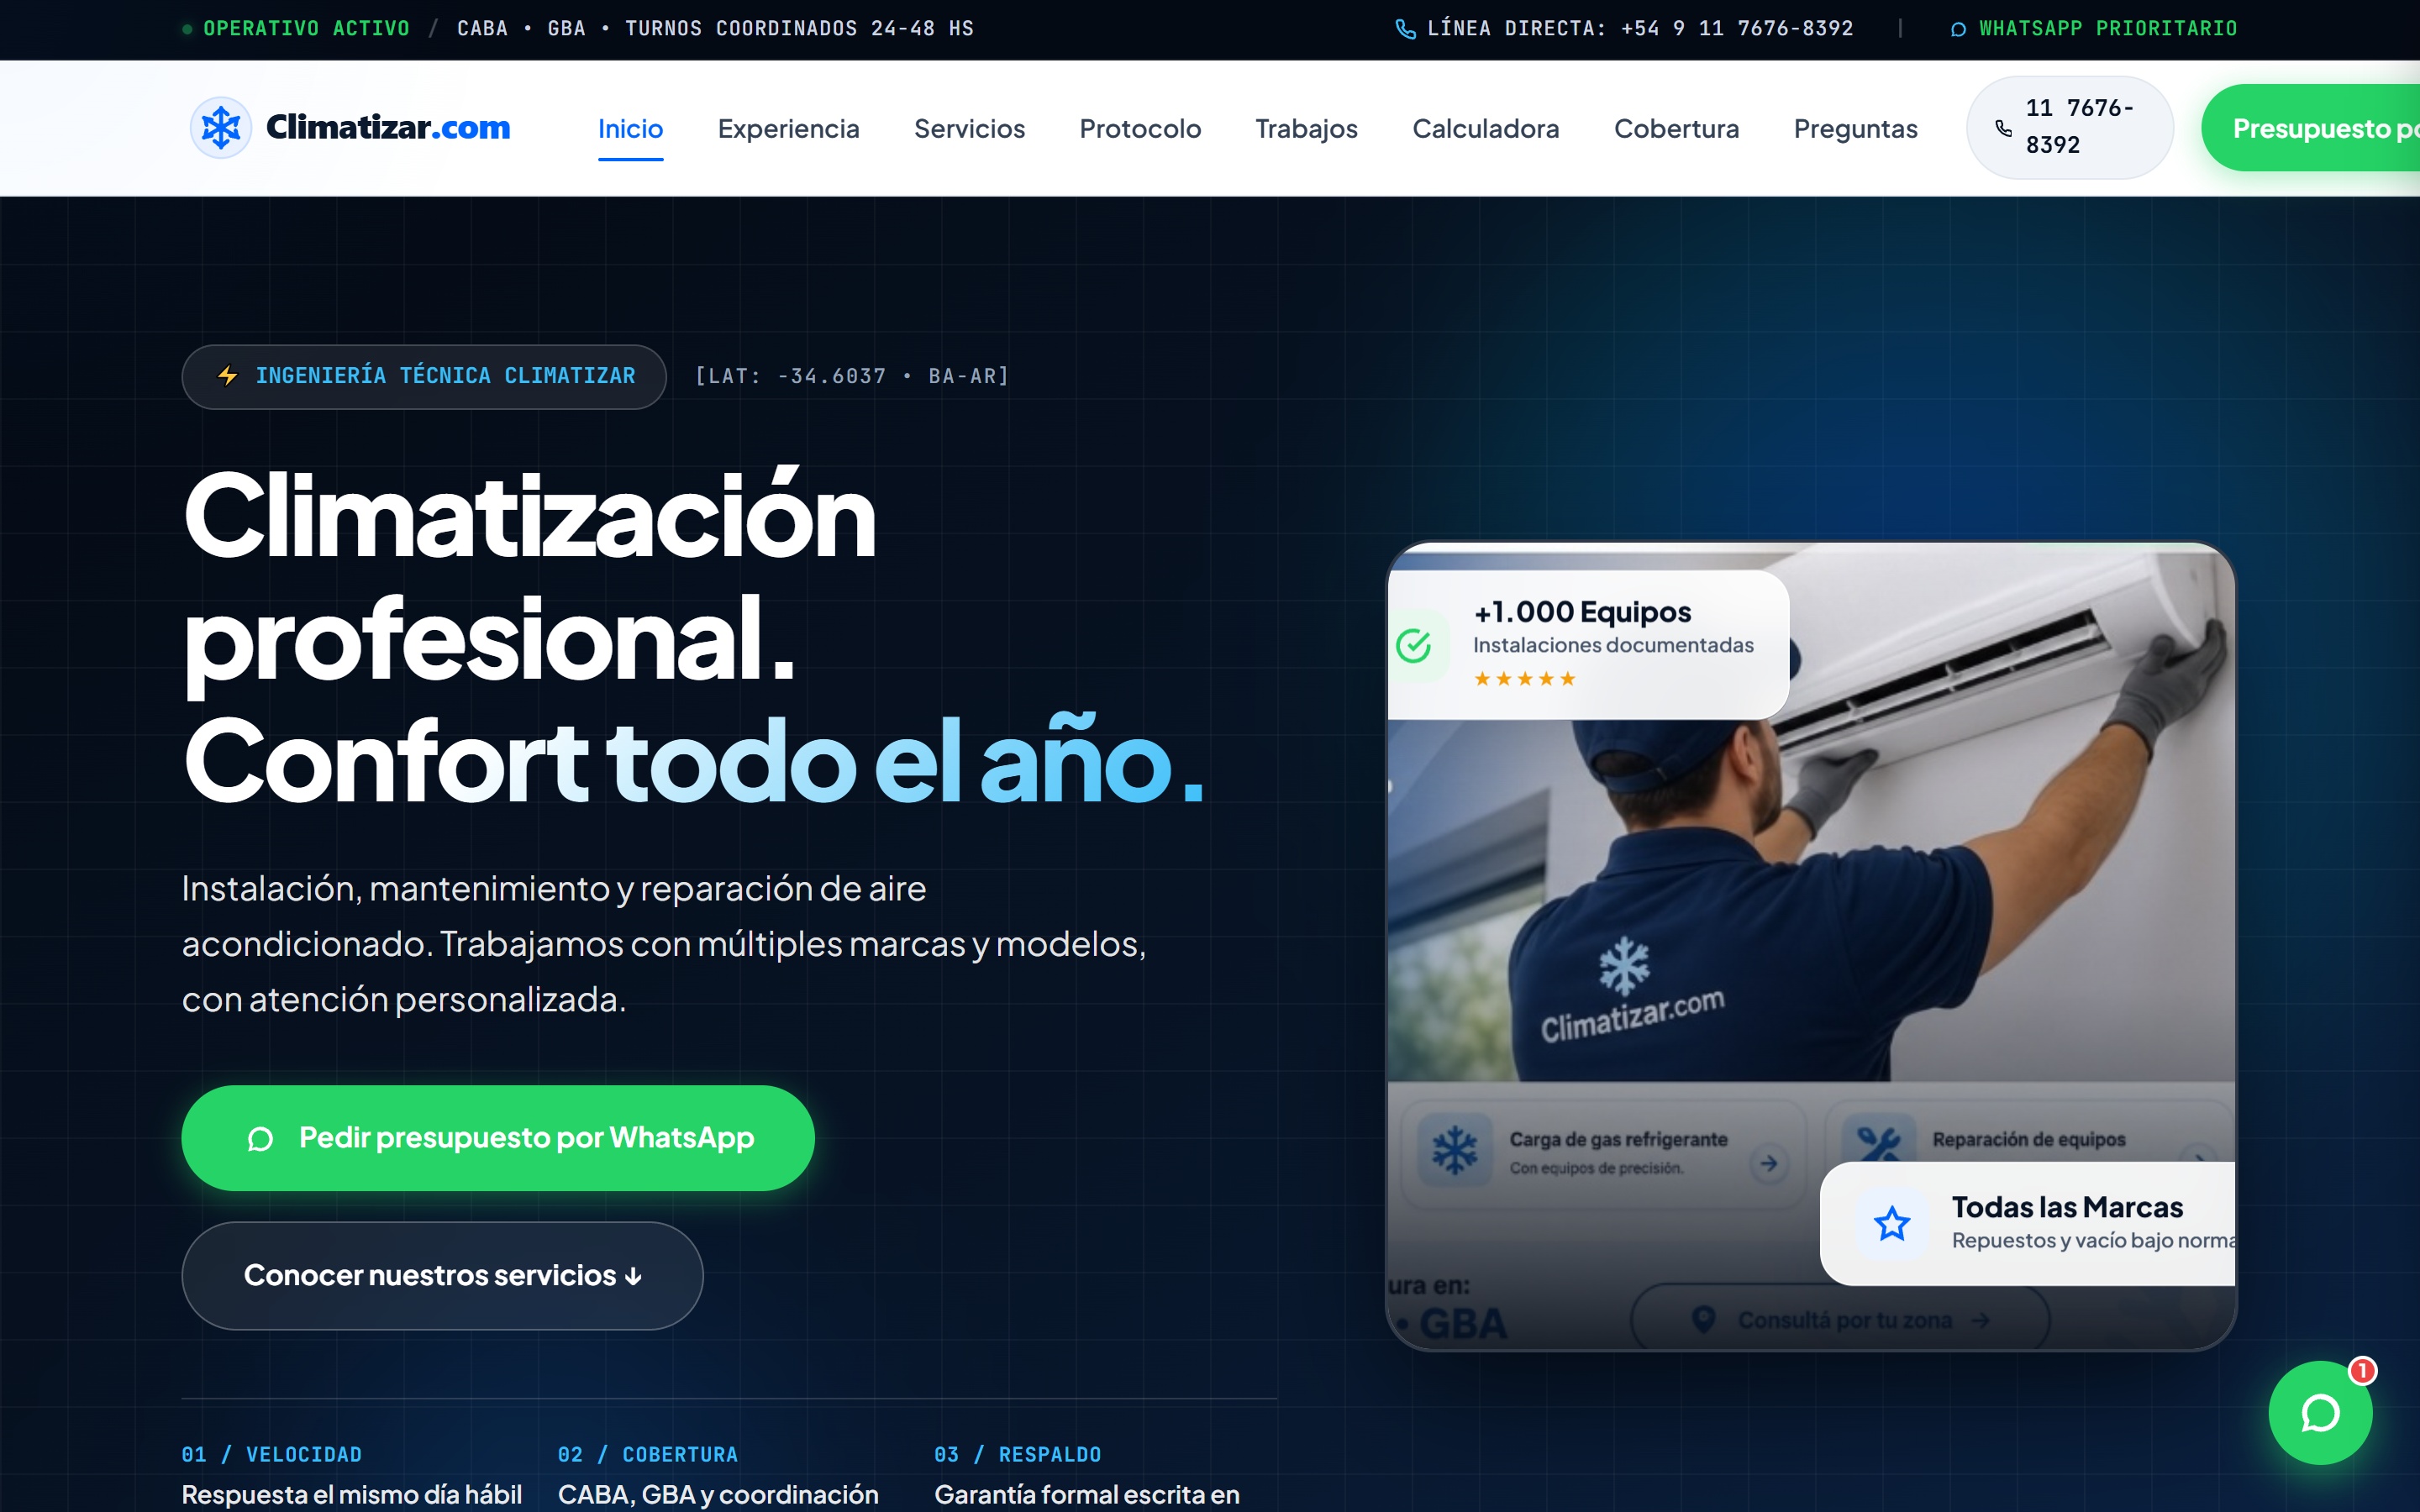 OPERATIVO ACTIVO / CABA • GBA • TURNOS COORDINADOS 24-48 HS
LÍNEA DIRECTA: +54 9 11 7676-8392 | WHATSAPP PRIORITARIO
Climatizar.com
Inicio
Experiencia
Servicios
Protocolo
Trabajos
Calculadora
Cobertura
Preguntas
11 7676-
8392
Presupuesto
INGENIERÍA TÉCNICA CLIMATIZAR
[LAT: -34.6037 • BA-AR]
Climatización
profesional.
Confort todo el año.
Instalación, mantenimiento y reparación de aire
acondicionado. Trabajamos con múltiples marcas y modelos,
con atención personalizada.
Pedir presupuesto por WhatsApp
Conocer nuestros servicios ↓
01 / VELOCIDAD
Respuesta el mismo día hábil
02 / COBERTURA
CABA, GBA y coordinación
03 / RESPALDO
Garantía formal escrita en
+1.000 Equipos
Instalaciones documentadas
★★★★★
Climatizar.com
Carga de gas refrigerante
Con equipos de precisión.
Reparación de equipos
Todas las Marcas
Repuestos y vacío bajo norma
ura en:
• GBA
Consultá por tu zona →
1